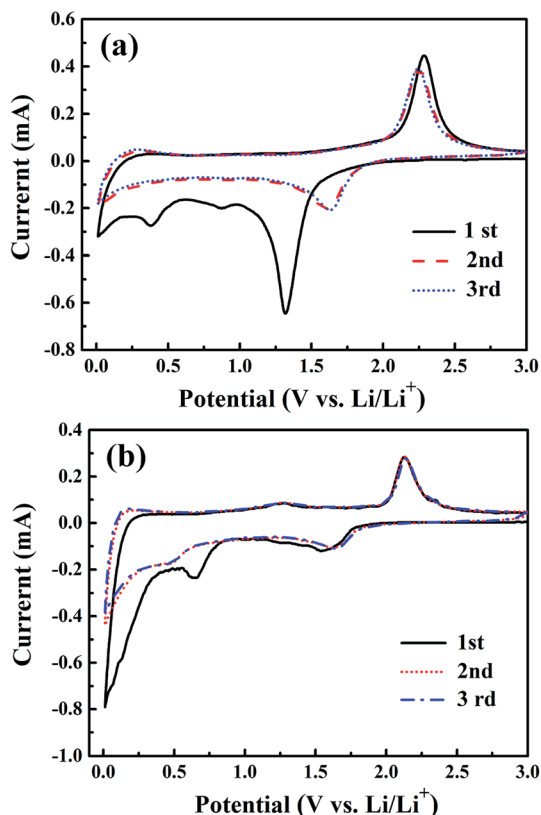 (a)
Currernt (mA)
0.6
0.4
0.2
0.0
-0.2
-0.4
-0.6
-0.8
1 st
2nd
3rd
0.0 0.5 1.0 1.5 2.0 2.5 3.0
Potential (V vs. Li/Li⁺)
(b)
Currernt (mA)
0.4
0.2
0.0
-0.2
-0.4
-0.6
-0.8
-1.0
1st
2nd
3 rd
0.0 0.5 1.0 1.5 2.0 2.5 3.0
Potential (V vs. Li/Li⁺)